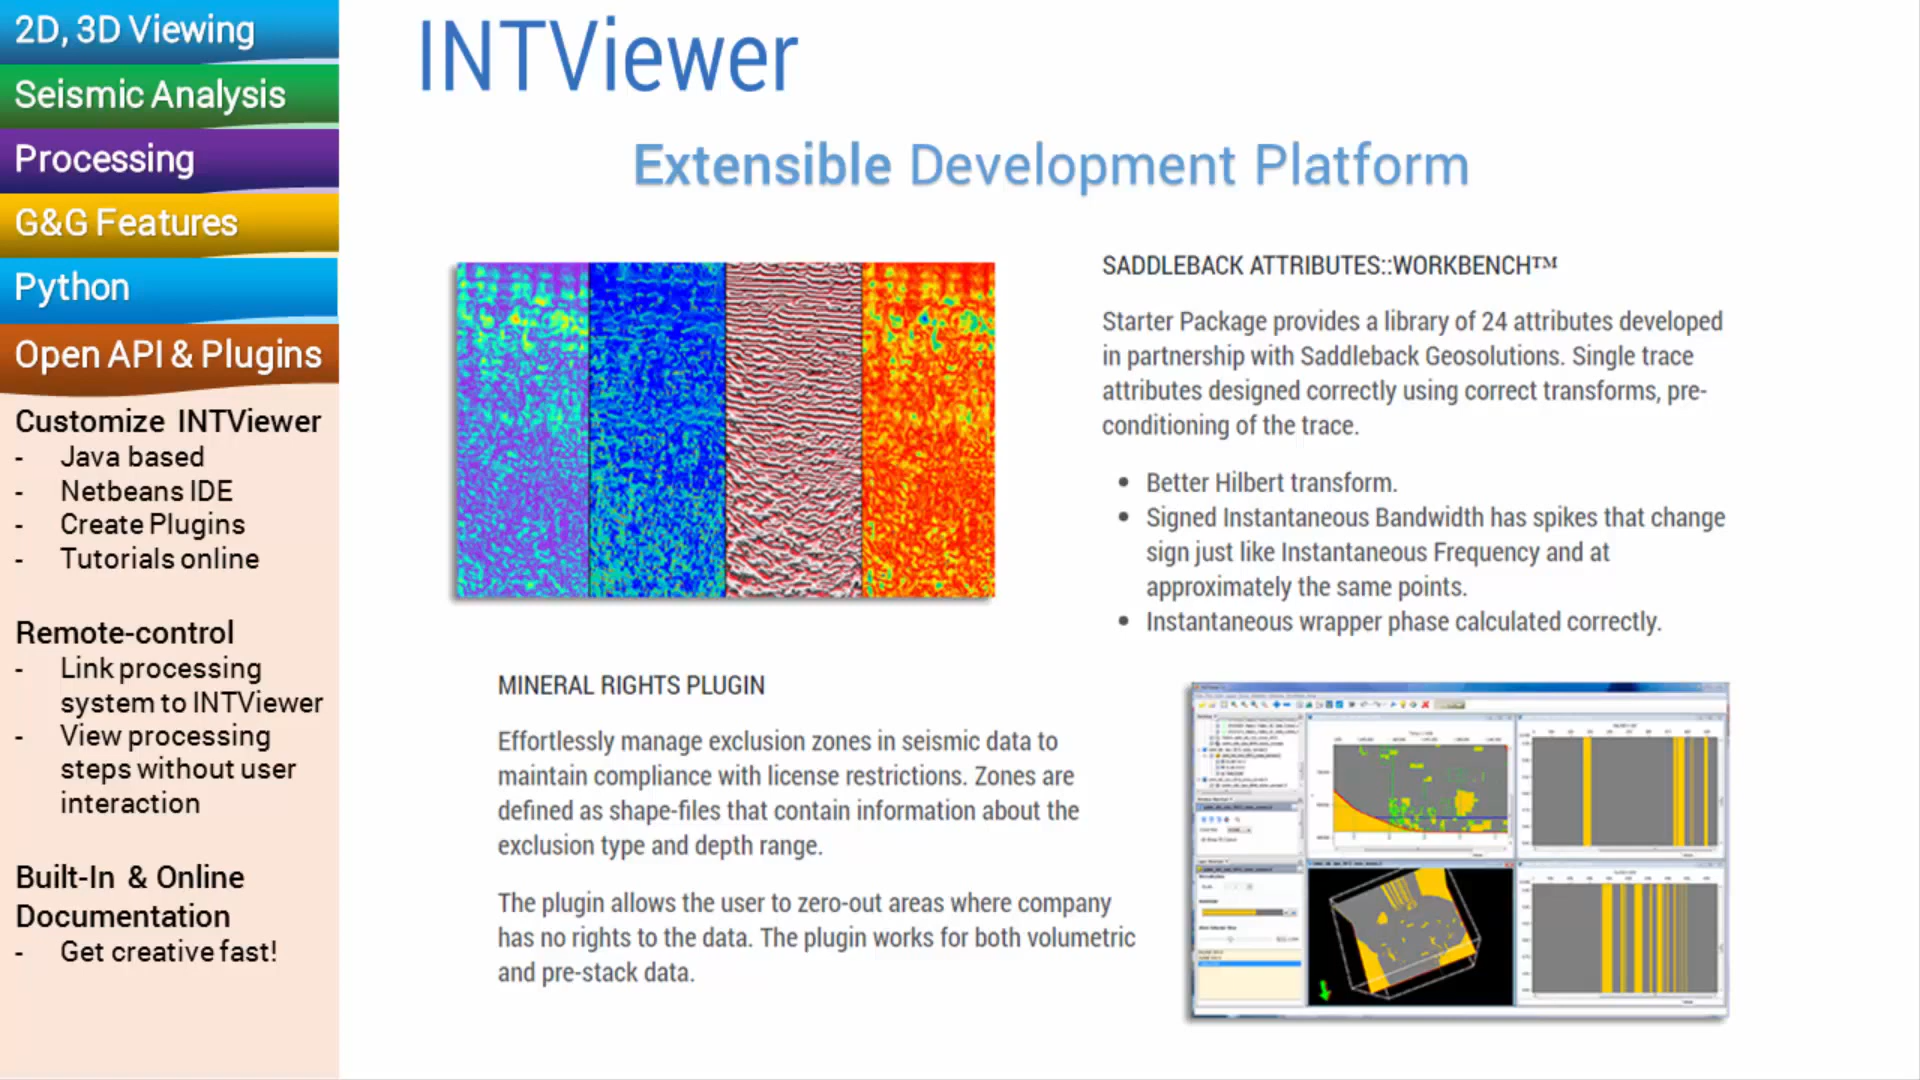 2D, 3D Viewing
Seismic Analysis
Processing
G&G Features
Python
Open API & Plugins
Customize INTViewer
- Java based
- Netbeans IDE
- Create Plugins
- Tutorials online
Remote-control
- Link processing
system to INTViewer
- View processing
steps without user
interaction
Built-In & Online
Documentation
- Get creative fast!
INTViewer
Extensible Development Platform
SADDLEBACK ATTRIBUTES::WORKBENCH™
Starter Package provides a library of 24 attributes developed
in partnership with Saddleback Geosolutions. Single trace
attributes designed correctly using correct transforms, pre-
conditioning of the trace.
• Better Hilbert transform.
• Signed Instantaneous Bandwidth has spikes that change
sign just like Instantaneous Frequency and at
approximately the same points.
• Instantaneous wrapper phase calculated correctly.
MINERAL RIGHTS PLUGIN
Effortlessly manage exclusion zones in seismic data to
maintain compliance with license restrictions. Zones are
defined as shape-files that contain information about the
exclusion type and depth range.
The plugin allows the user to zero-out areas where company
has no rights to the data. The plugin works for both volumetric
and pre-stack data.